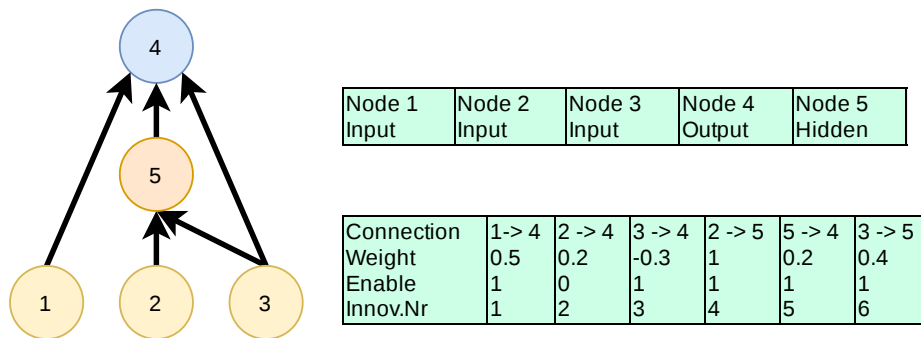 4
5
1 2 3
Node 1 Node 2 Node 3 Node 4 Node 5
Input Input Input Output Hidden
Connection 1-> 4 2 -> 4 3 -> 4 2 -> 5 5 -> 4 3 -> 5
Weight 0.5 0.2 -0.3 1 0.2 0.4
Enable 1 0 1 1 1 1
Innov.Nr 1 2 3 4 5 6